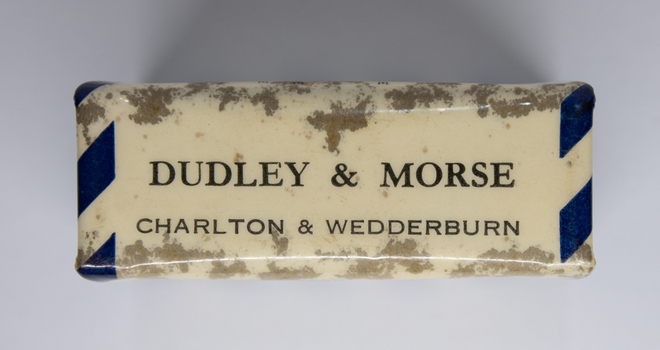 DUDLEY & MORSE
CHARLTON & WEDDERBURN